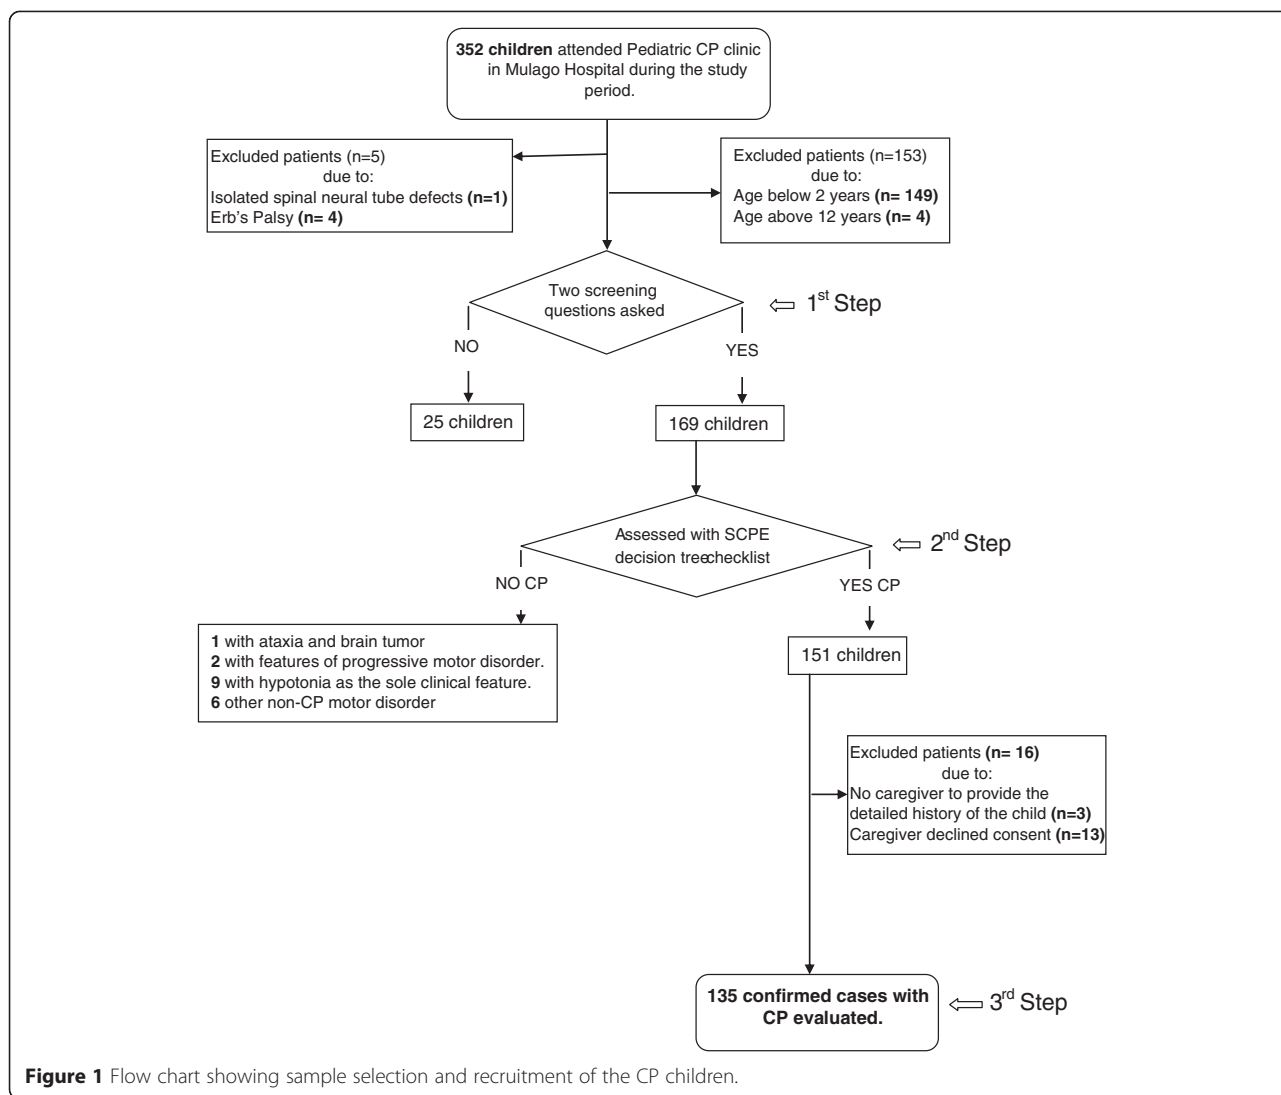 352 children attended Pediatric CP clinic
in Mulago Hospital during the study
period.
Excluded patients (n=5)
due to:
Isolated spinal neural tube defects (n=1)
Erb's Palsy (n= 4)
Excluded patients (n=153)
due to:
Age below 2 years (n= 149)
Age above 12 years (n= 4)
Two screening
questions asked
1st Step
NO
YES
25 children
169 children
Assessed with SCPE
decision treechecklist
2nd Step
NO CP
YES CP
1 with ataxia and brain tumor
2 with features of progressive motor disorder.
9 with hypotonia as the sole clinical feature.
6 other non-CP motor disorder
151 children
Excluded patients (n= 16)
due to:
No caregiver to provide the
detailed history of the child (n=3)
Caregiver declined consent (n=13)
135 confirmed cases with
CP evaluated.
3rd Step
Figure 1 Flow chart showing sample selection and recruitment of the CP children.